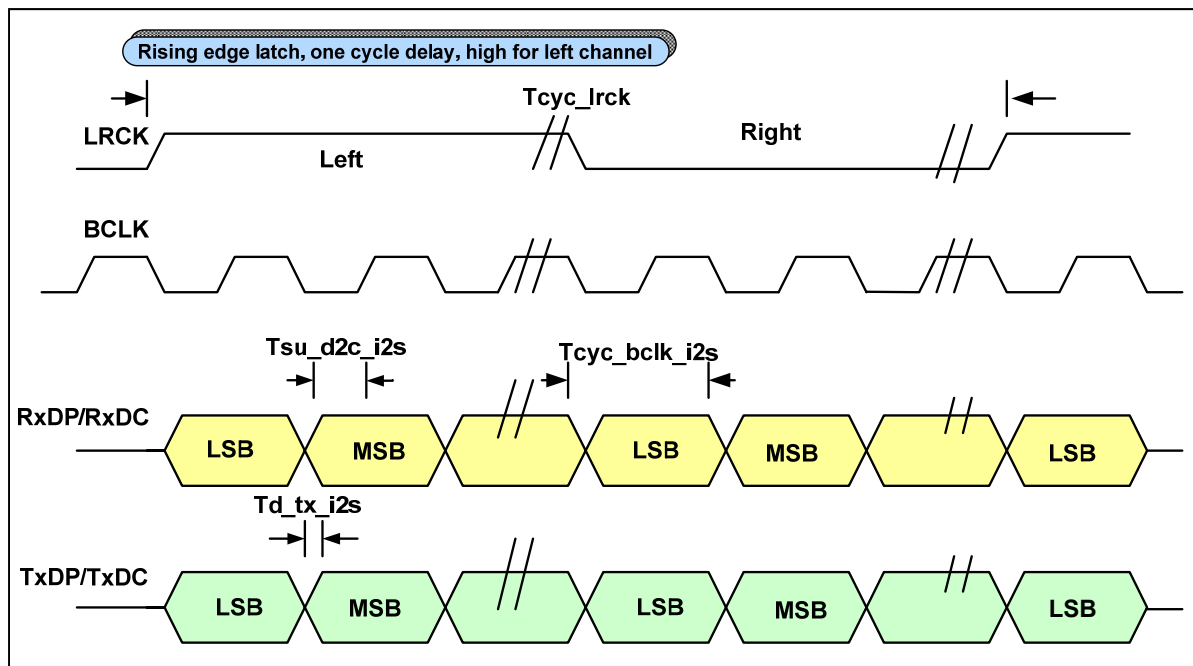 Rising edge latch, one cycle delay, high for left channel
Tcyc_lrck
LRCK
Left
Right
BCLK
Tsu_d2c_i2s
Tcyc_bclk_i2s
RxDP/RxDC
LSB
MSB
LSB
MSB
LSB
Td_tx_i2s
TxDP/TxDC
LSB
MSB
LSB
MSB
LSB